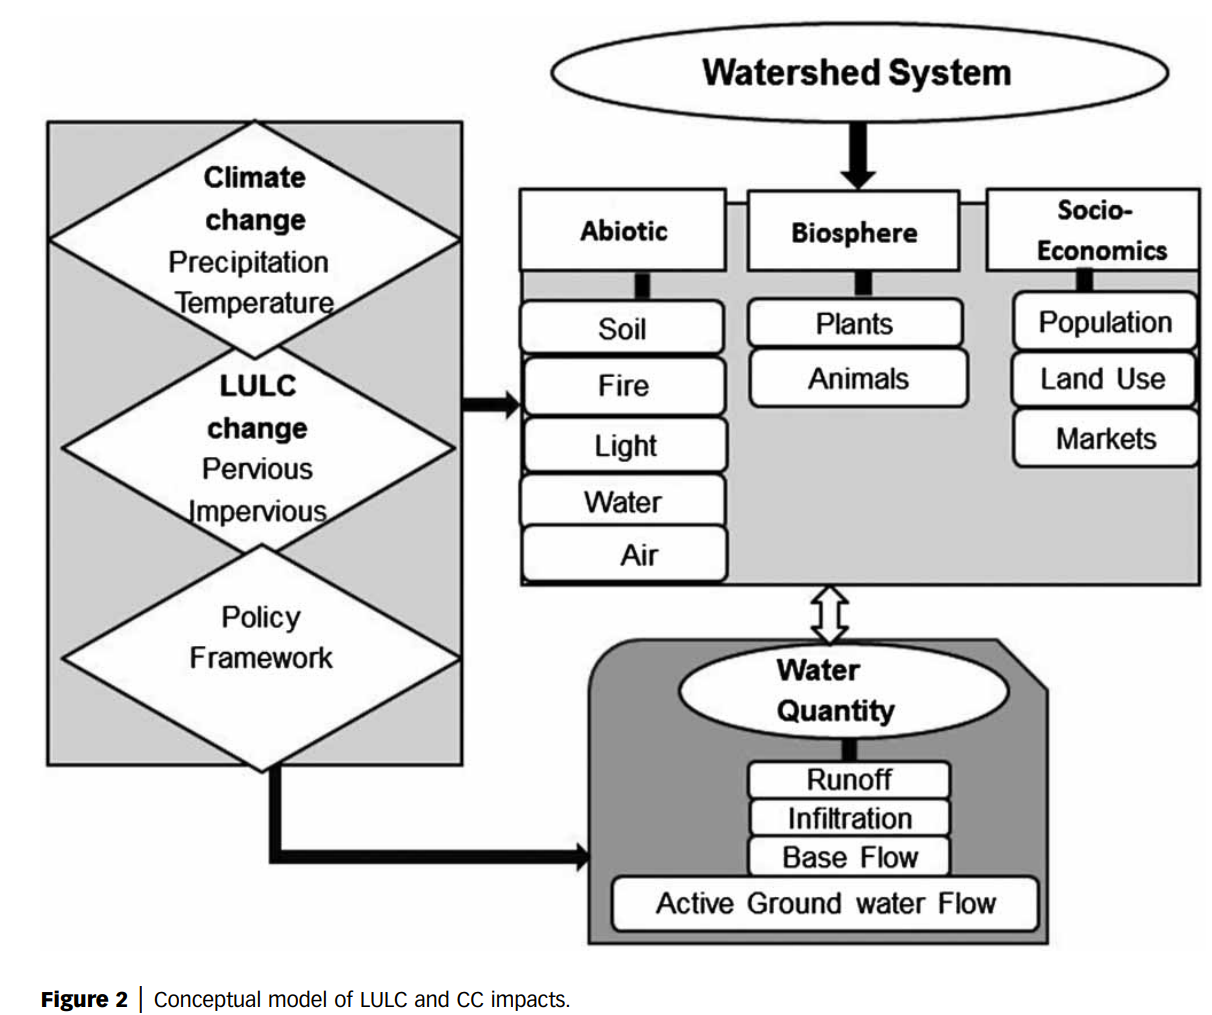 Watershed System
Climate
change
Precipitation
Temperature
LULC
change
Pervious
Impervious
Policy
Framework
Abiotic
Soil
Fire
Light
Water
Air
Biosphere
Plants
Animals
Socio-
Economics
Population
Land Use
Markets
Water
Quantity
Runoff
Infiltration
Base Flow
Active Ground water Flow
Figure 2 | Conceptual model of LULC and CC impacts.